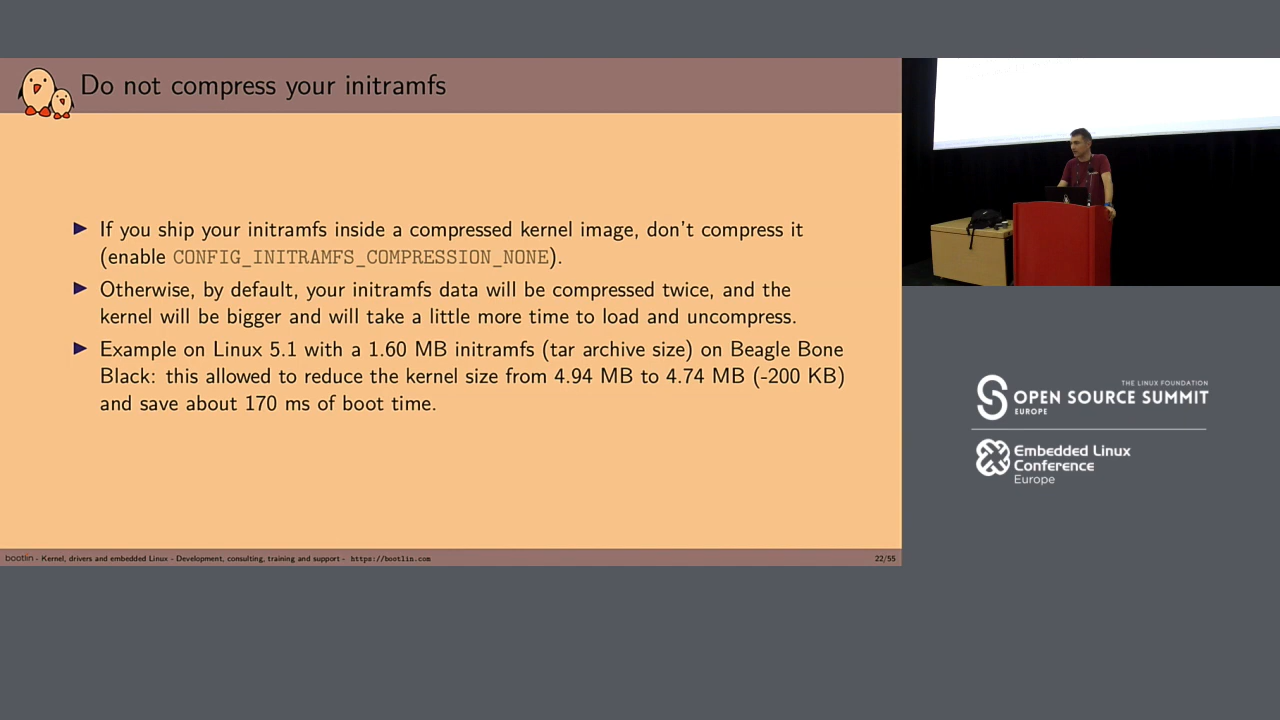 Do not compress your initramfs
If you ship your initramfs inside a compressed kernel image, don't compress it
(enable CONFIG_INITRAMFS_COMPRESSION_NONE).
Otherwise, by default, your initramfs data will be compressed twice, and the
kernel will be bigger and will take a little more time to load and uncompress.
Example on Linux 5.1 with a 1.60 MB initramfs (tar archive size) on Beagle Bone
Black: this allowed to reduce the kernel size from 4.94 MB to 4.74 MB (-200 KB)
and save about 170 ms of boot time.
bootlin - Kernel, drivers and embedded Linux - Development, consulting, training and support - https://bootlin.com
22/55
THE LINUX FOUNDATION
OPEN SOURCE SUMMIT
EUROPE
Embedded Linux
Conference
Europe